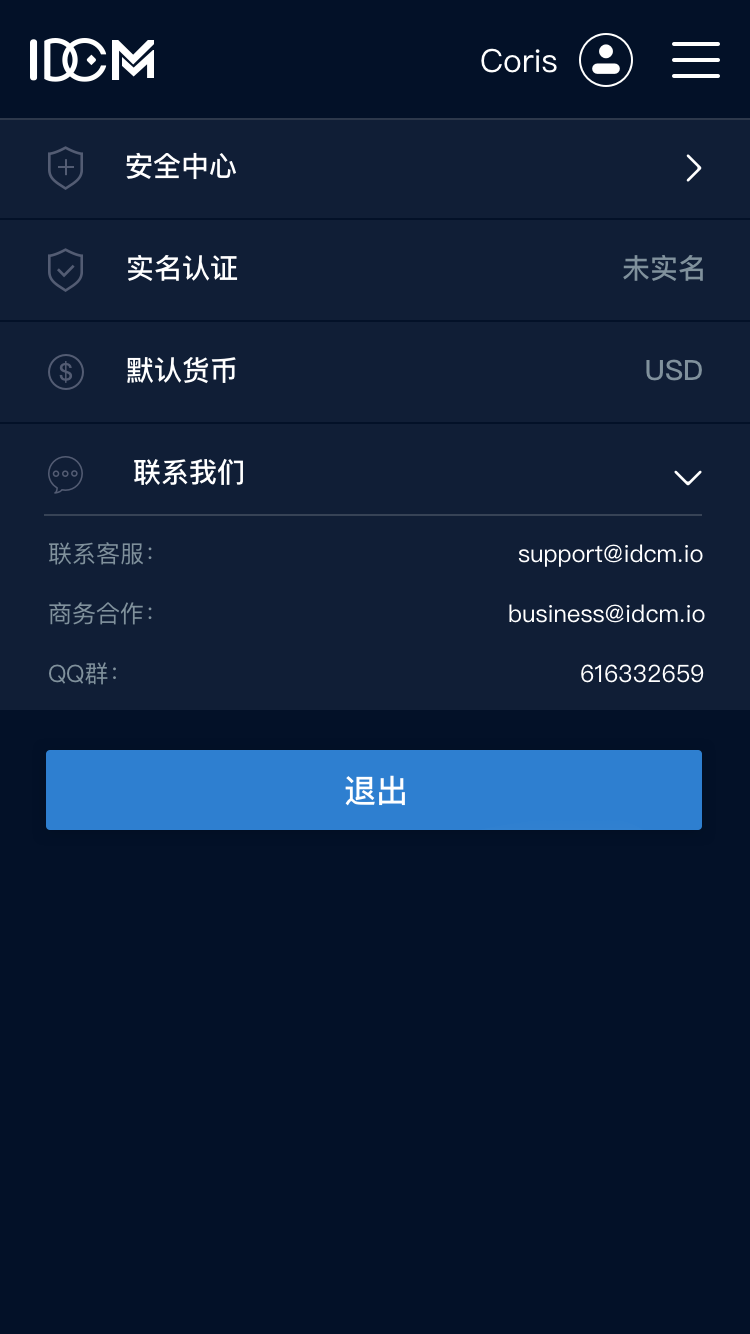 IDCM
Coris
安全中心
实名认证 未实名
默认货币 USD
联系我们
联系客服: support@idcm.io
商务合作: business@idcm.io
QQ群: 616332659
退出